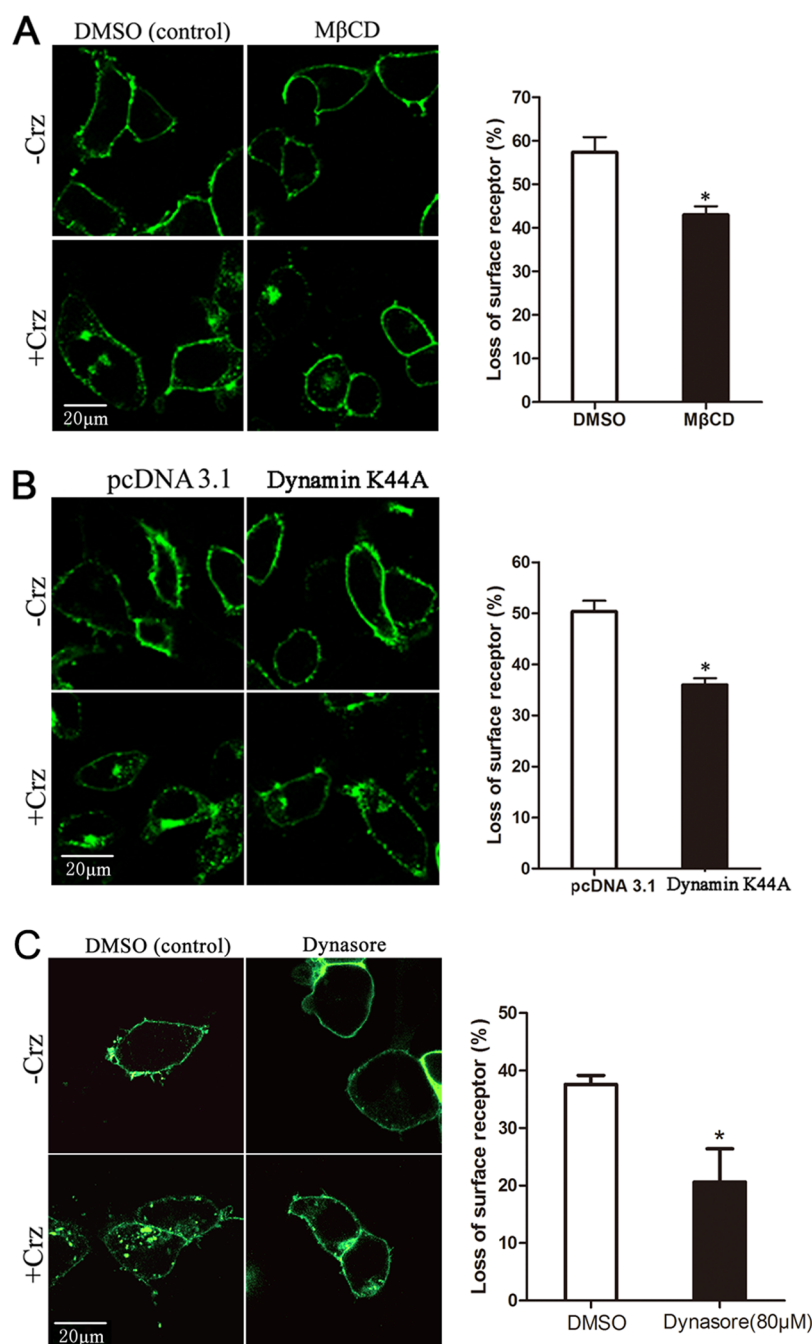 A
DMSO (control)
MβCD
-Crz
+Crz
20μm
Loss of surface receptor (%)
70
60
50
40
30
20
10
0
*
DMSO
MβCD
B
pcDNA 3.1
Dynamin K44A
-Crz
+Crz
20μm
Loss of surface receptor (%)
60
50
40
30
20
10
0
*
pcDNA 3.1
Dynamin K44A
C
DMSO (control)
Dynasore
-Crz
+Crz
20μm
Loss of surface receptor (%)
50
40
30
20
10
0
*
DMSO
Dynasore(80μM)